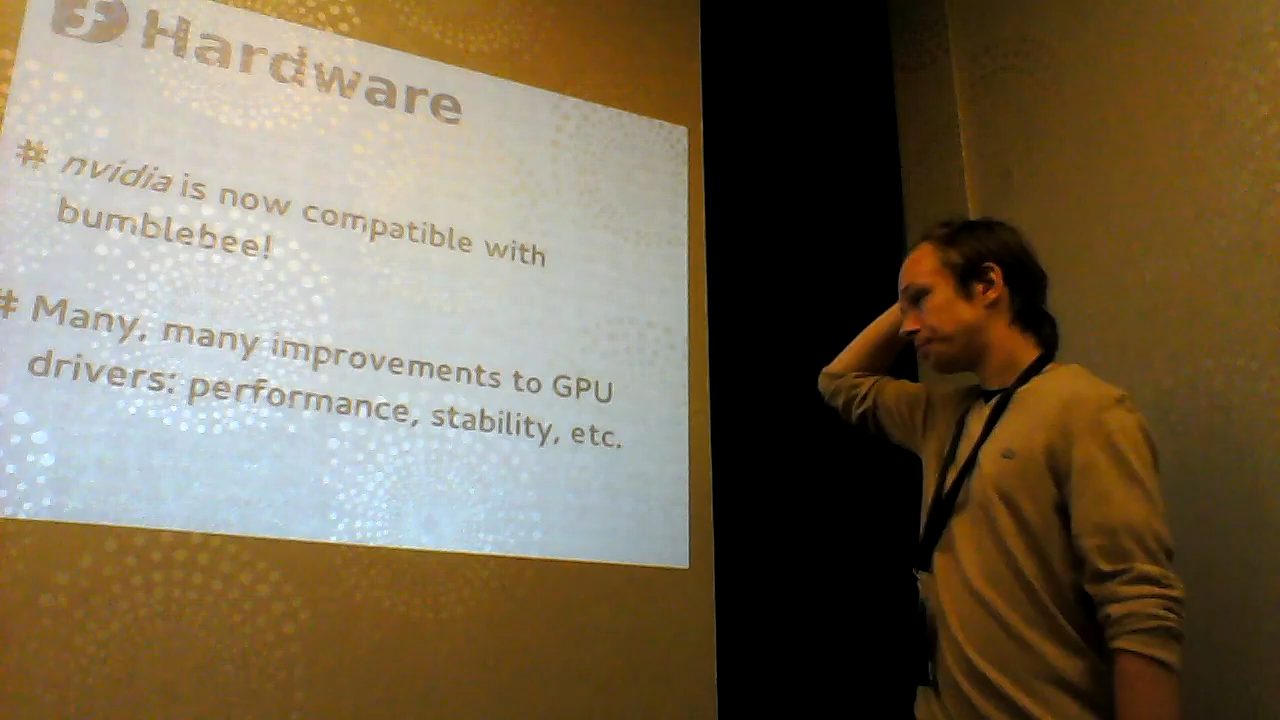 Hardware
# nvidia is now compatible with
bumblebee!
# Many, many improvements to GPU
drivers: performance, stability, etc.